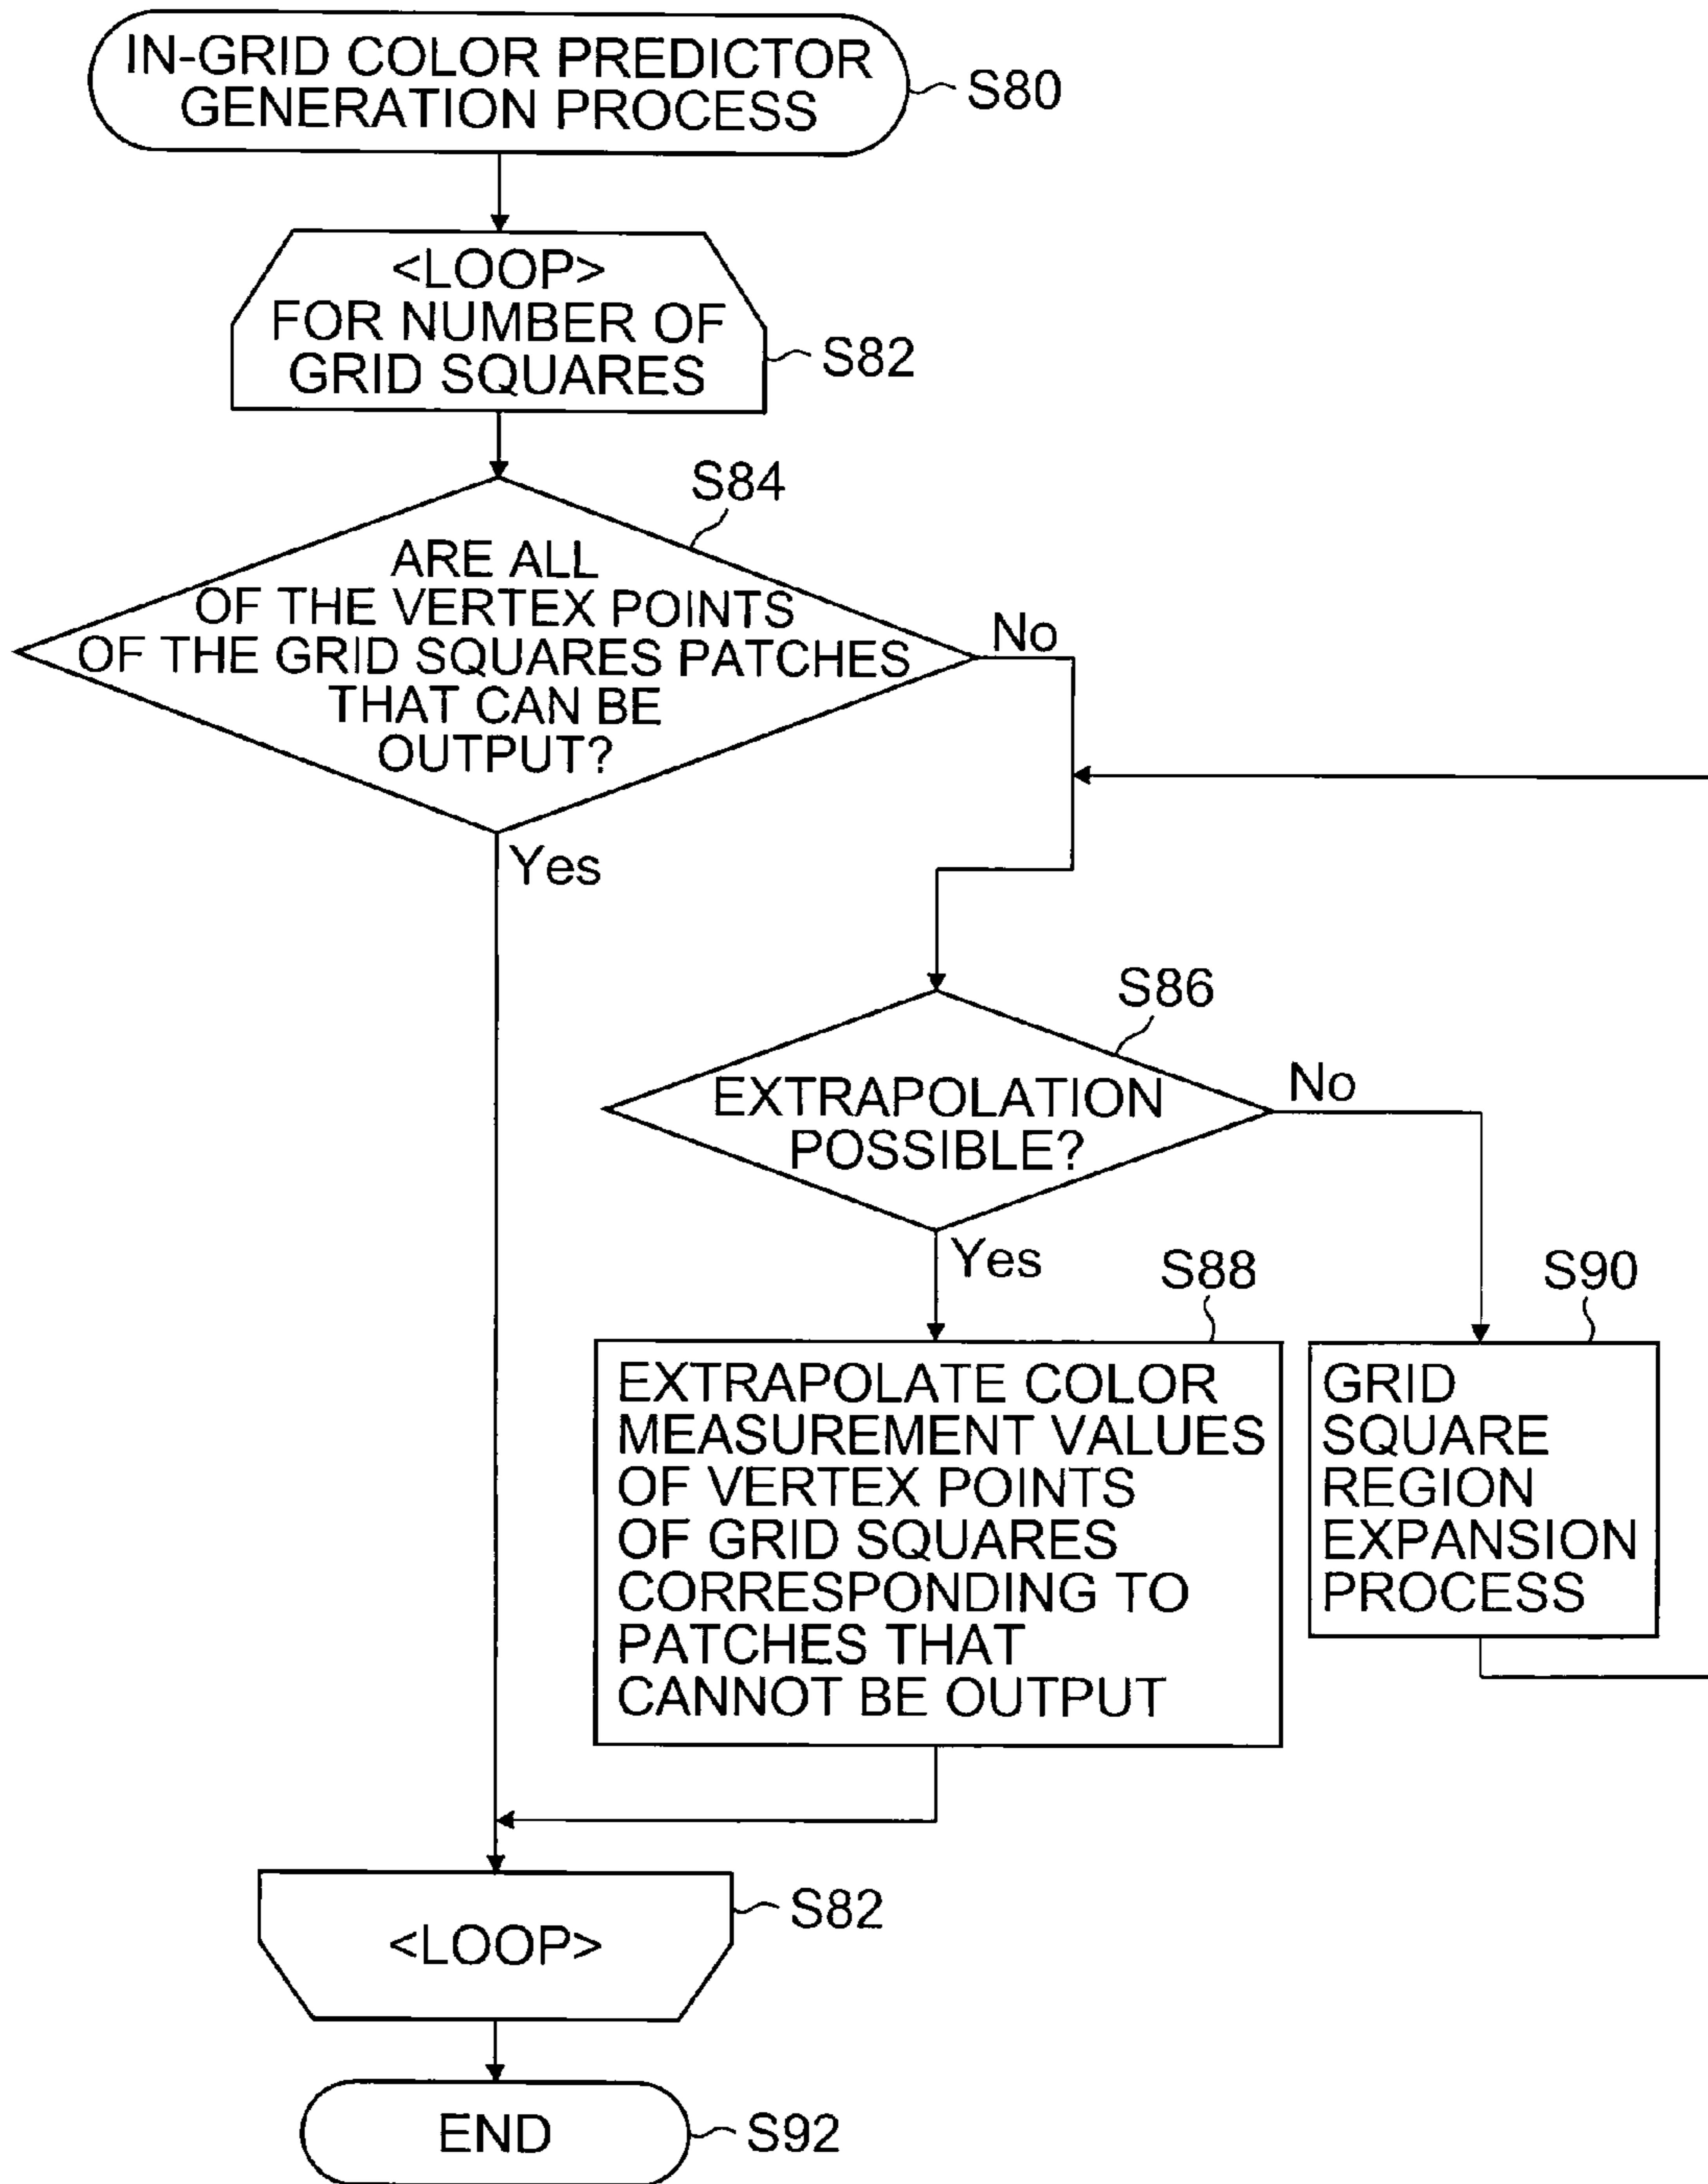 IN-GRID COLOR PREDICTOR
GENERATION PROCESS
S80
<LOOP>
FOR NUMBER OF
GRID SQUARES
S82
S84
ARE ALL
OF THE VERTEX POINTS
OF THE GRID SQUARES PATCHES
THAT CAN BE
OUTPUT?
No
Yes
S86
EXTRAPOLATION
POSSIBLE?
No
Yes
S88
EXTRAPOLATE COLOR
MEASUREMENT VALUES
OF VERTEX POINTS
OF GRID SQUARES
CORRESPONDING TO
PATCHES THAT
CANNOT BE OUTPUT
S90
GRID
SQUARE
REGION
EXPANSION
PROCESS
S82
<LOOP>
END
S92